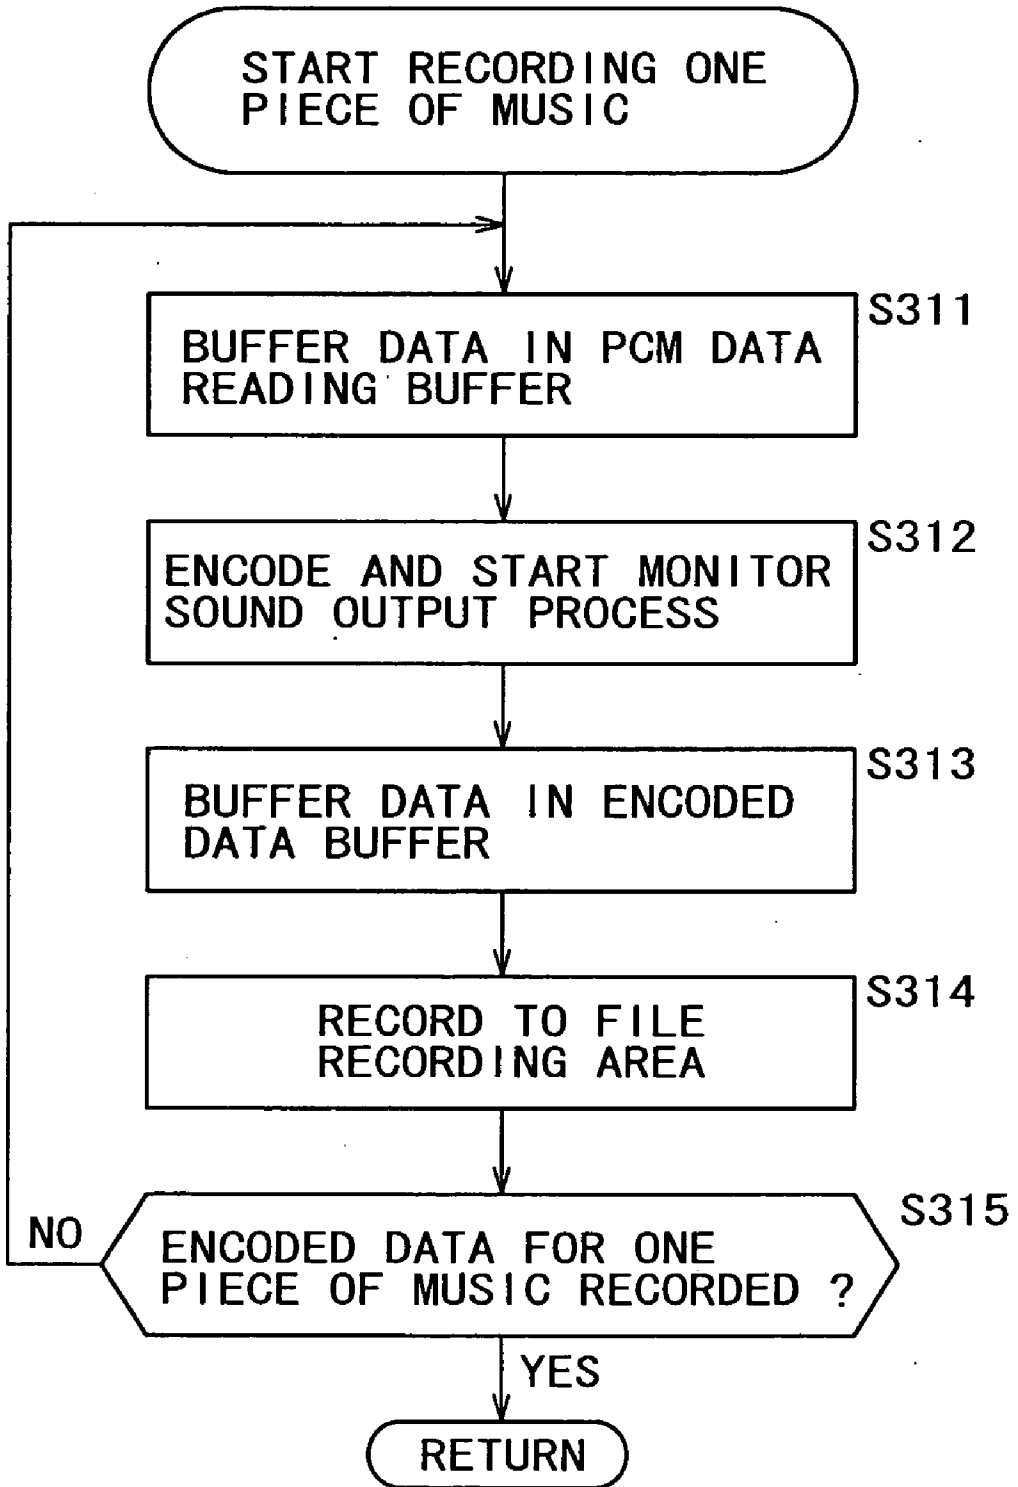 START RECORDING ONE
PIECE OF MUSIC
S311
BUFFER DATA IN PCM DATA
READING BUFFER
S312
ENCODE AND START MONITOR
SOUND OUTPUT PROCESS
S313
BUFFER DATA IN ENCODED
DATA BUFFER
S314
RECORD TO FILE
RECORDING AREA
S315
NO
ENCODED DATA FOR ONE
PIECE OF MUSIC RECORDED ?
YES
RETURN